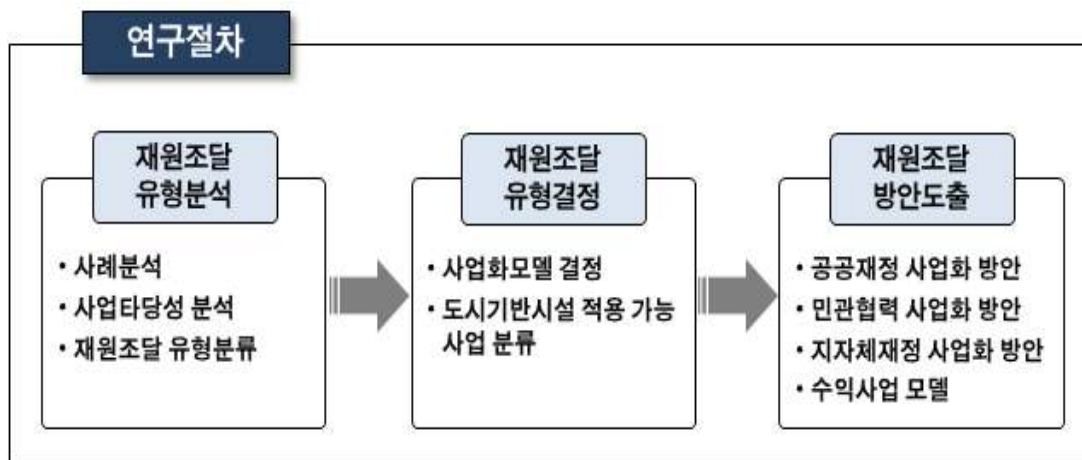 연구절차
재원조달
유형분석
• 사례분석
• 사업타당성 분석
• 재원조달 유형분류
재원조달
유형결정
• 사업화모델 결정
• 도시기반시설 적용 가능
사업 분류
재원조달
방안도출
• 공공재정 사업화 방안
• 민관협력 사업화 방안
• 지자체재정 사업화 방안
• 수익사업 모델